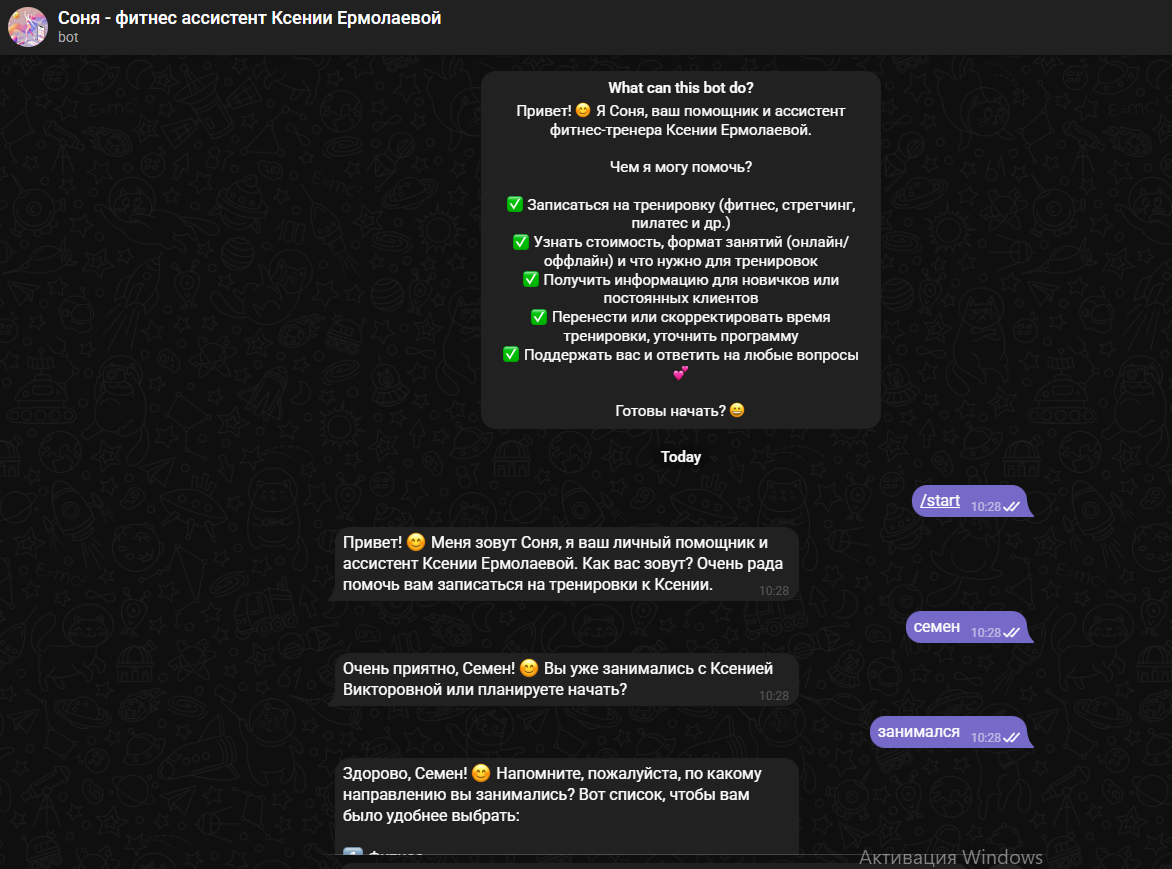 Соня - фитнес ассистент Ксении Ермолаевой
bot
What can this bot do?
Привет! 😊 Я Соня, ваш помощник и ассистент
фитнес-тренера Ксении Ермолаевой.
Чем я могу помочь?
✅ Записаться на тренировку (фитнес, стретчинг,
пилатес и др.)
✅ Узнать стоимость, формат занятий (онлайн/
оффлайн) и что нужно для тренировок
✅ Получить информацию для новичков или
постоянных клиентов
✅ Перенести или скорректировать время
тренировки, уточнить программу
✅ Поддержать вас и ответить на любые вопросы
💕
Готовы начать? 😄
Today
/start 10:28
Привет! 😊 Меня зовут Соня, я ваш личный помощник и
ассистент Ксении Ермолаевой. Как вас зовут? Очень рада
помочь вам записаться на тренировки к Ксении. 10:28
семен 10:28
Очень приятно, Семен! 😊 Вы уже занимались с Ксенией
Викторовной или планируете начать? 10:28
занимался 10:28
Здорово, Семен! 😊 Напомните, пожалуйста, по какому
направлению вы занимались? Вот список, чтобы вам
было удобнее выбрать:
Активация Windows